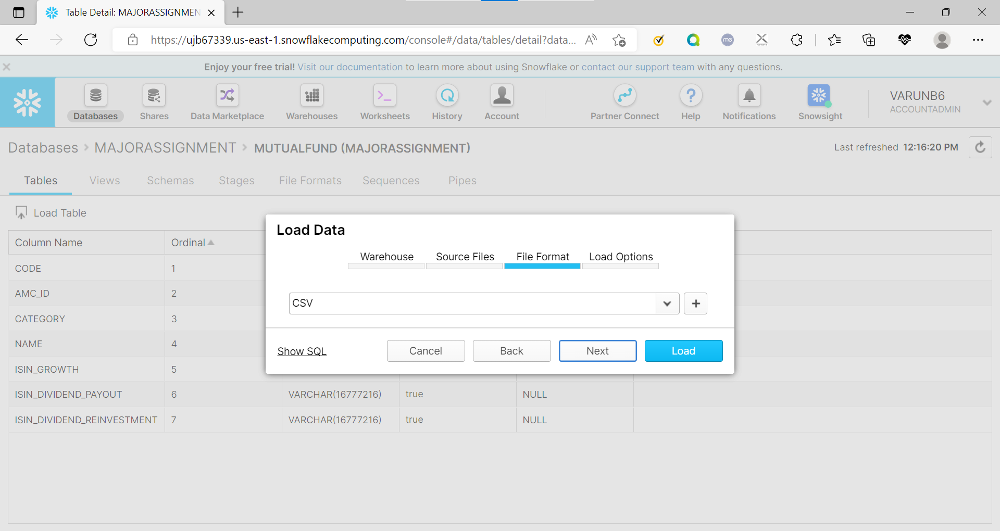 Table Detail: MAJORASSIGNMEN
https://ujb67339.us-east-1.snowflakecomputing.com/console#/data/tables/detail?data...
Enjoy your free trial! Visit our documentation to learn more about using Snowflake or contact our support team with any questions.
Databases
Shares
Data Marketplace
Warehouses
Worksheets
History
Account
Partner Connect
Help
Notifications
Snowsight
VARUNB6
ACCOUNTADMIN
Databases > MAJORASSIGNMENT > MUTUALFUND (MAJORASSIGNMENT)
Last refreshed 12:16:20 PM
Tables Views Schemas Stages File Formats Sequences Pipes
Load Table
Column Name Ordinal
CODE 1
AMC_ID 2
CATEGORY 3
NAME 4
ISIN_GROWTH 5
ISIN_DIVIDEND_PAYOUT 6 VARCHAR(16777216) true NULL
ISIN_DIVIDEND_REINVESTMENT 7 VARCHAR(16777216) true NULL
Load Data
Warehouse Source Files File Format Load Options
CSV
Show SQL Cancel Back Next Load